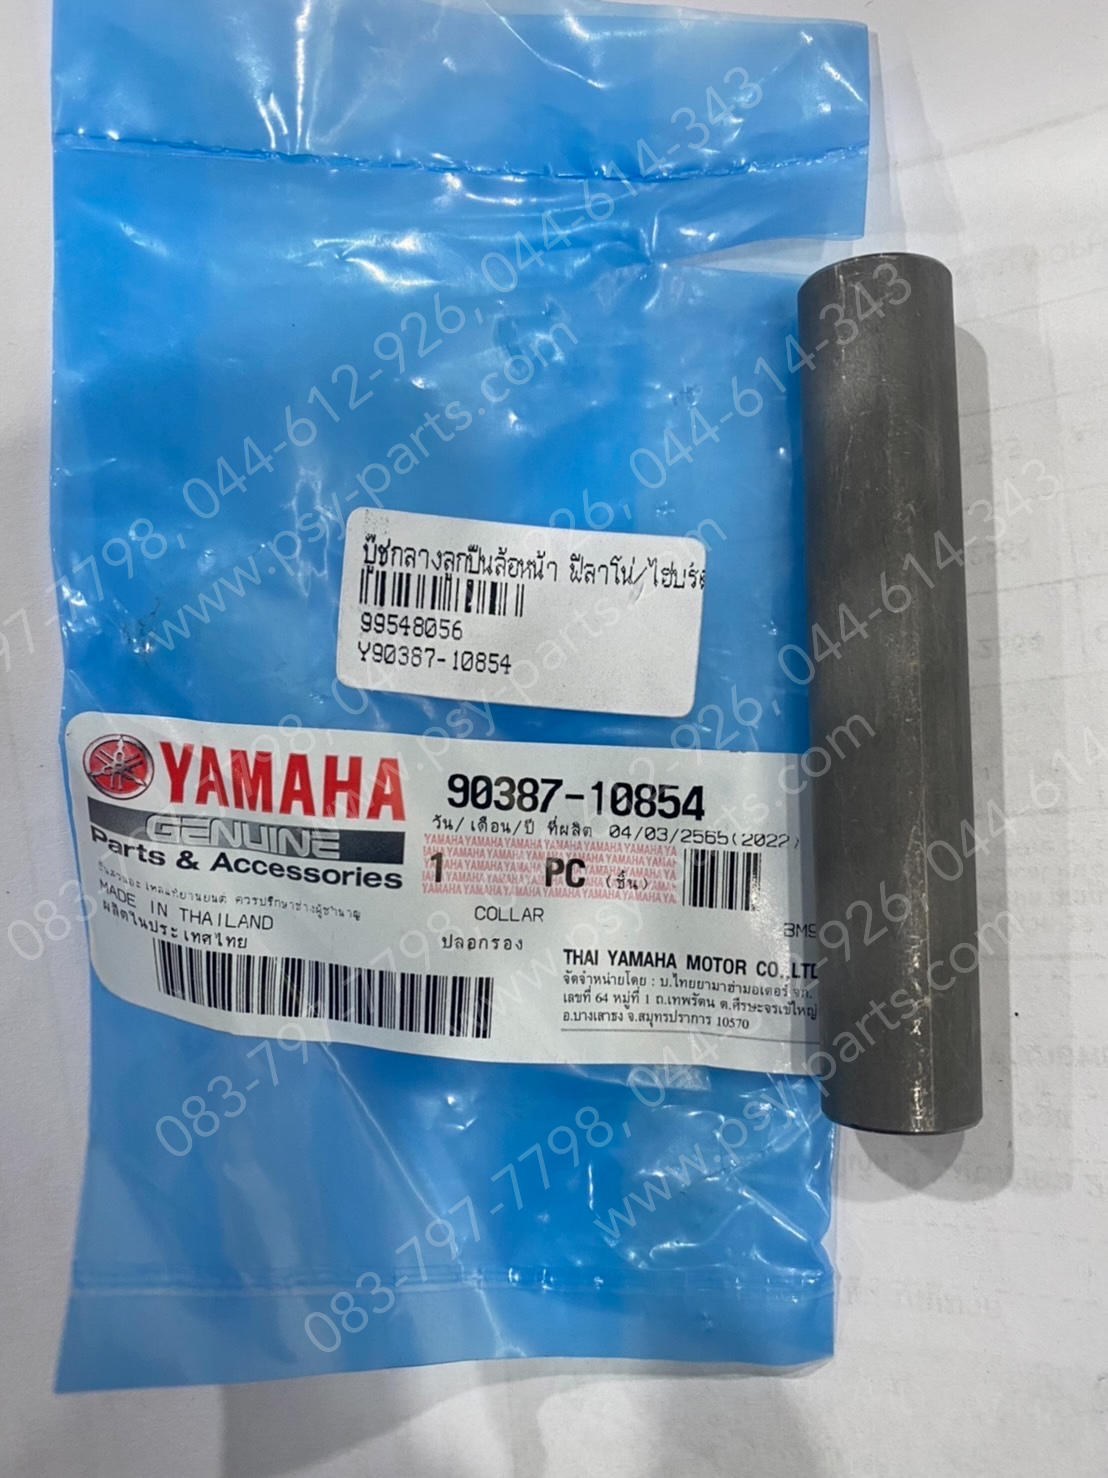 บู๊ชกลางลูกปืนล้อหน้า ฟีลาโน่/ไฮบริด
99548056
Y90387-10854
YAMAHA
GENUINE
Parts & Accessories
90387-10854
วัน/เดือน/ปี ที่ผลิต 04/03/2565(2022)
1 PC (ชิ้น)
MADE IN THAILAND
ผลิตในประเทศไทย
COLLAR
ปลอกรอง
THAI YAMAHA MOTOR CO.,LTD
จัดจำหน่ายโดย : บ.ไทยยามาฮ่ามอเตอร์ จก.
เลขที่ 64 หมู่ที่ 1 ถ.เทพรัตน ต.ศีรษะจรเข้ใหญ่
อ.บางเสาธง จ.สมุทรปราการ 10570
083-797-7798, 044-612-926, 044-614-343
www.psy-parts.com